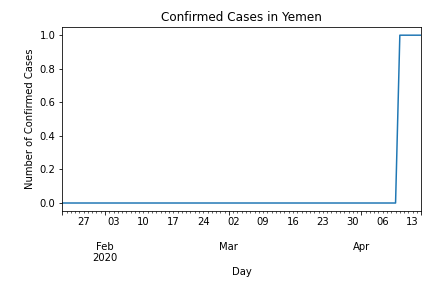 Confirmed Cases in Yemen
Number of Confirmed Cases
1.0
0.8
0.6
0.4
0.2
0.0
27 03 10 17 24 02 09 16 23 30 06 13
Feb Mar Apr
2020
Day